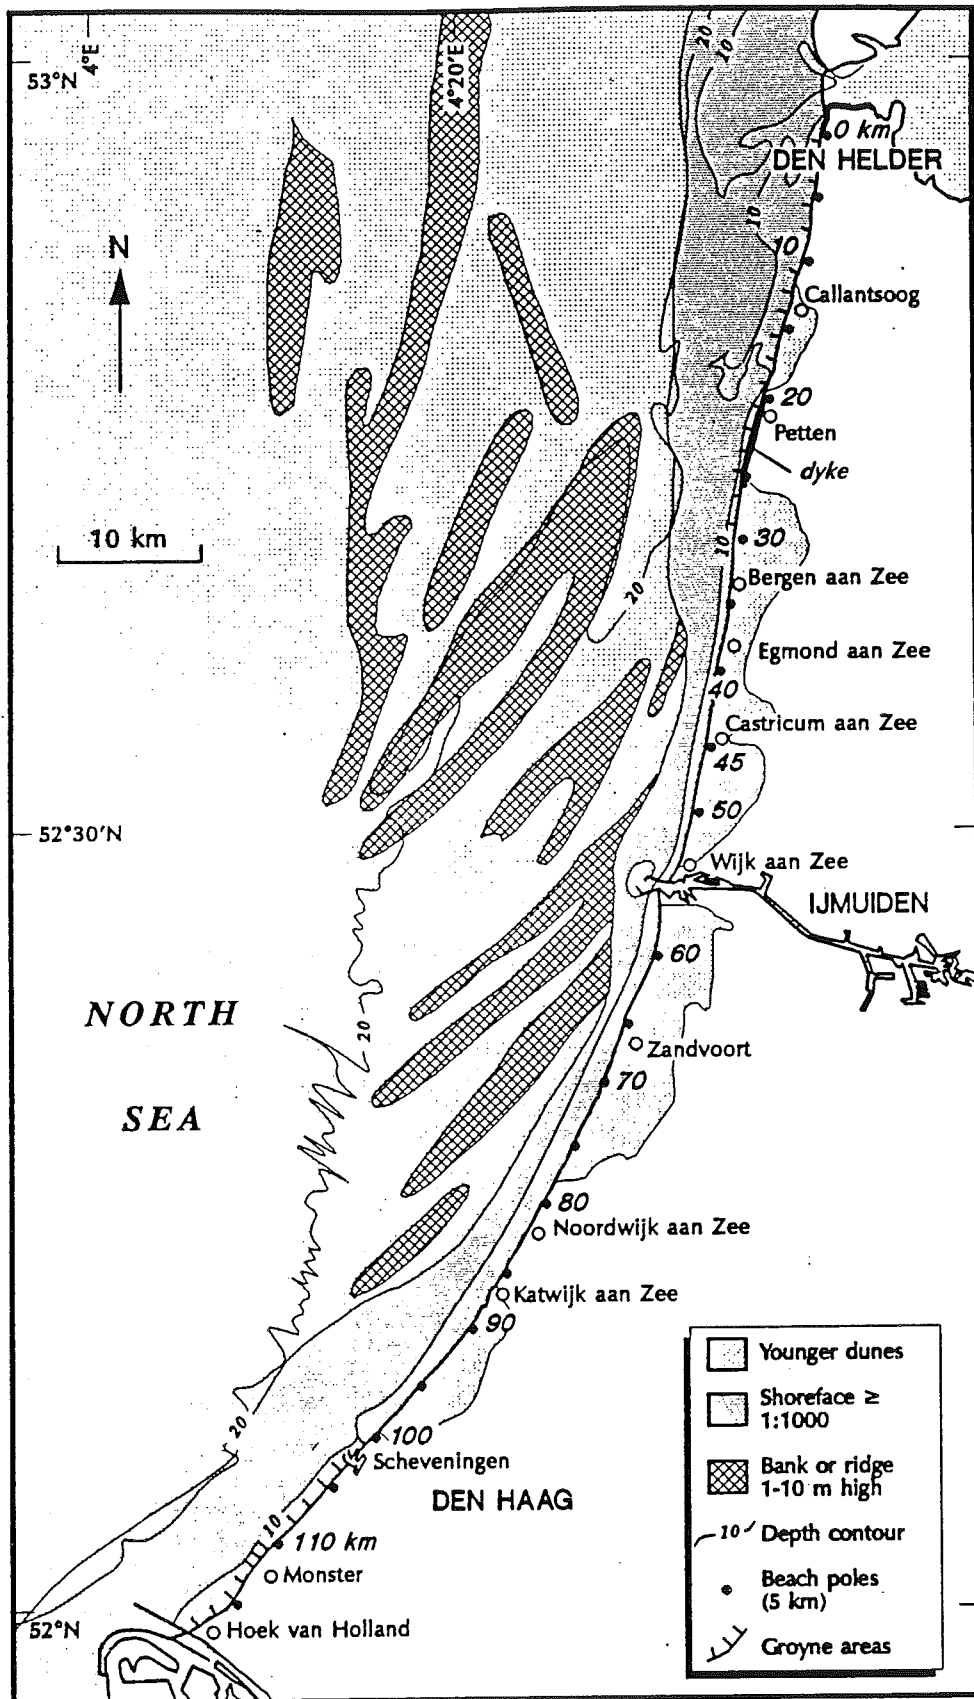 53°N
4°E
4°20'E
20
10
0 km
DEN HELDER
10
N
10
Callantsoog
20
Petten
dyke
10 km
30
10
Bergen aan Zee
20
Egmond aan Zee
40
Castricum aan Zee
45
50
52°30'N
Wijk aan Zee
IJMUIDEN
60
NORTH
20
Zandvoort
70
SEA
80
Noordwijk aan Zee
Katwijk aan Zee
90
20
100
Scheveningen
DEN HAAG
10
110 km
Monster
52°N
Hoek van Holland
Younger dunes
Shoreface ≥
1:1000
Bank or ridge
1-10 m high
10 Depth contour
Beach poles
(5 km)
Groyne areas